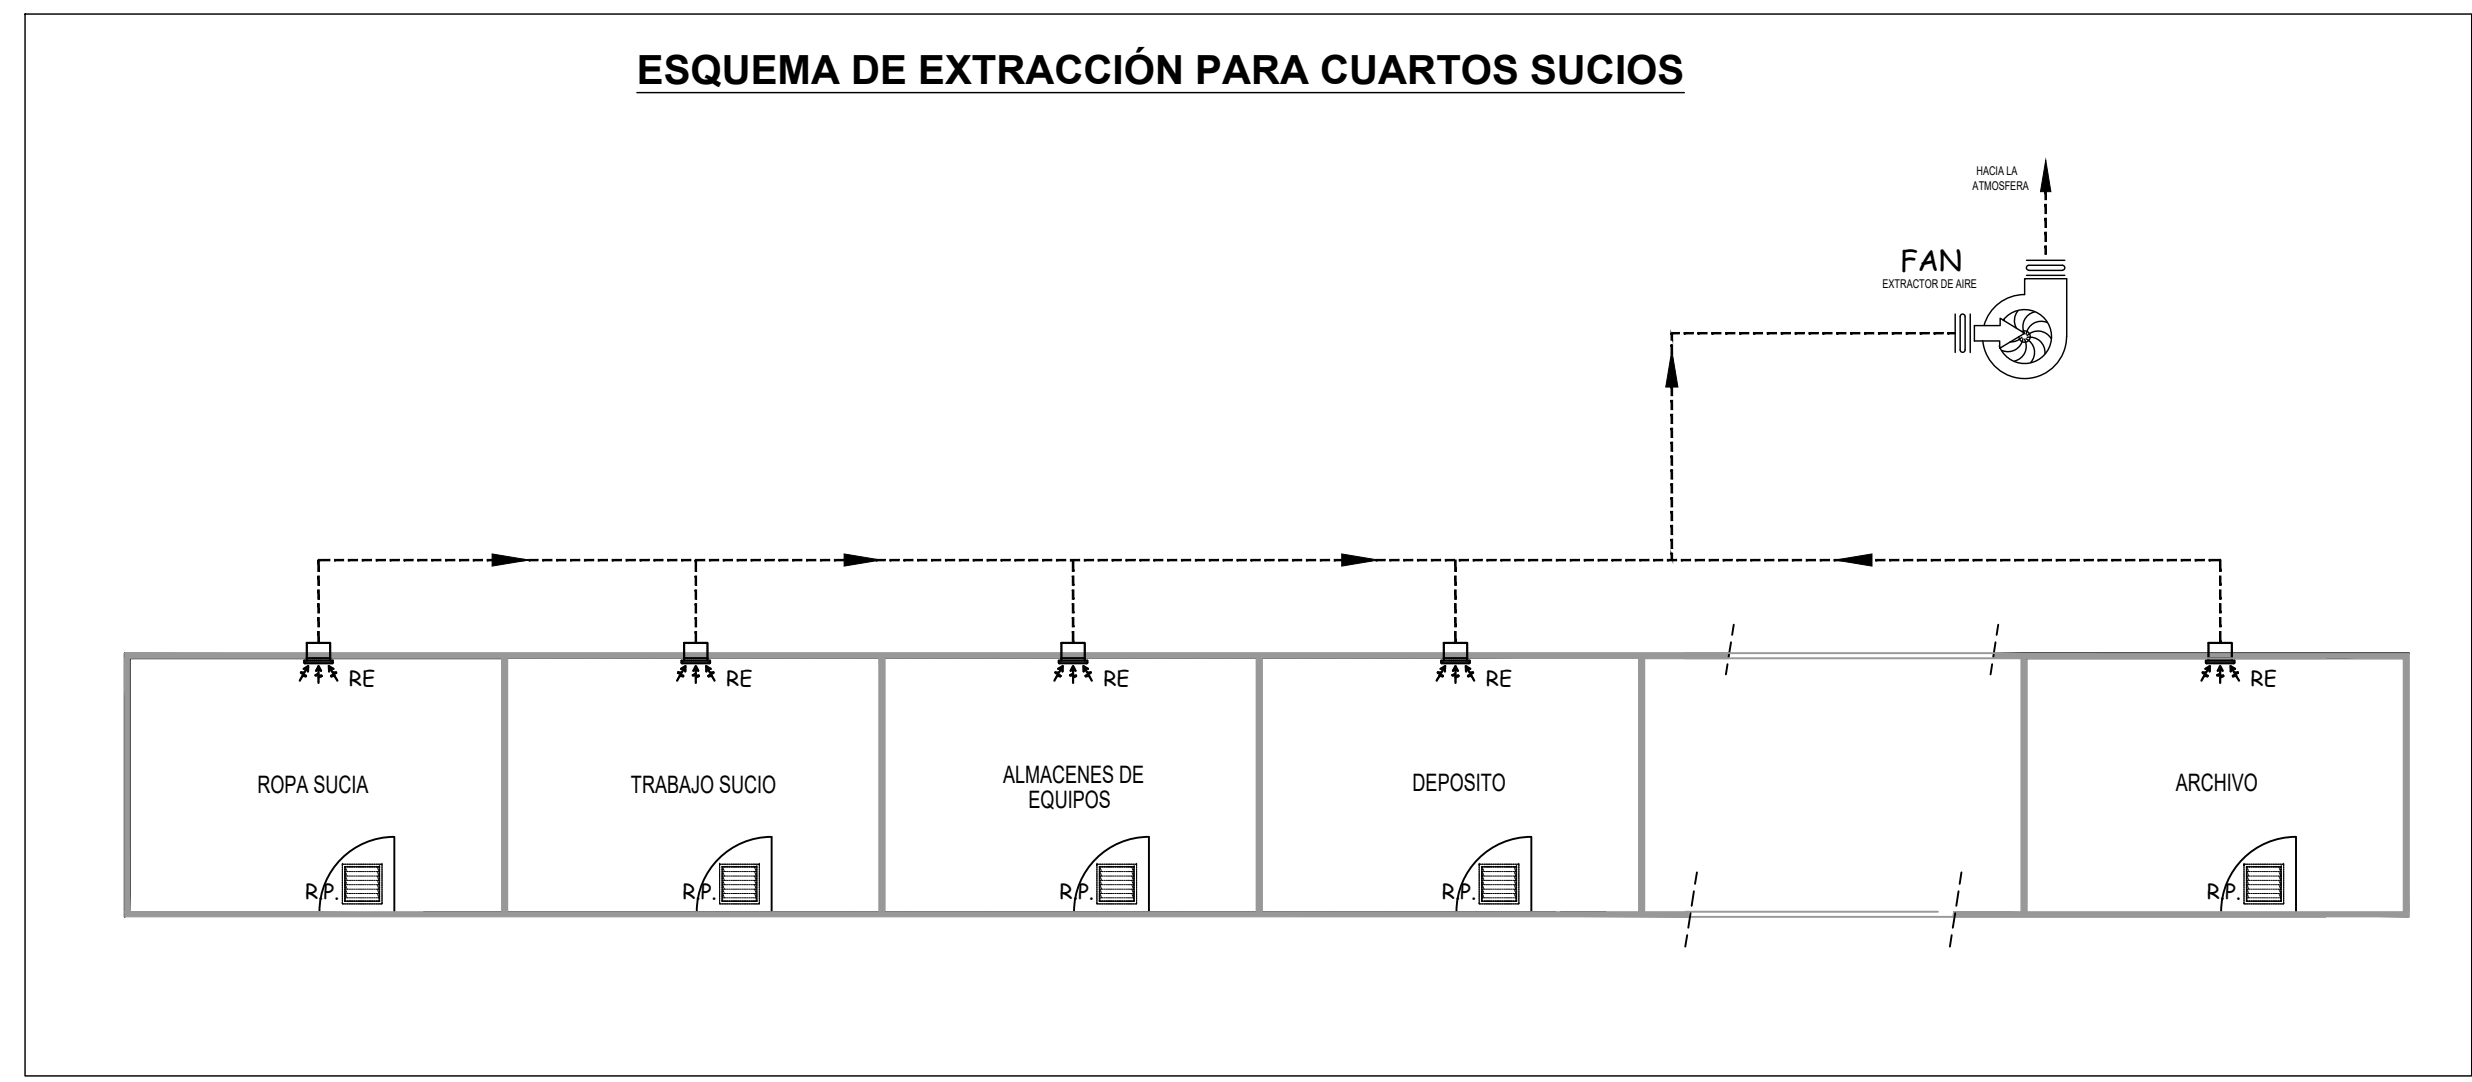 ESQUEMA DE EXTRACCIÓN PARA CUARTOS SUCIOS
HACIA LA
ATMOSFERA
FAN
EXTRACTOR DE AIRE
RE
RE
RE
RE
RE
ROPA SUCIA
TRABAJO SUCIO
ALMACENES DE
EQUIPOS
DEPOSITO
ARCHIVO
R.P.
R.P.
R.P.
R.P.
R.P.